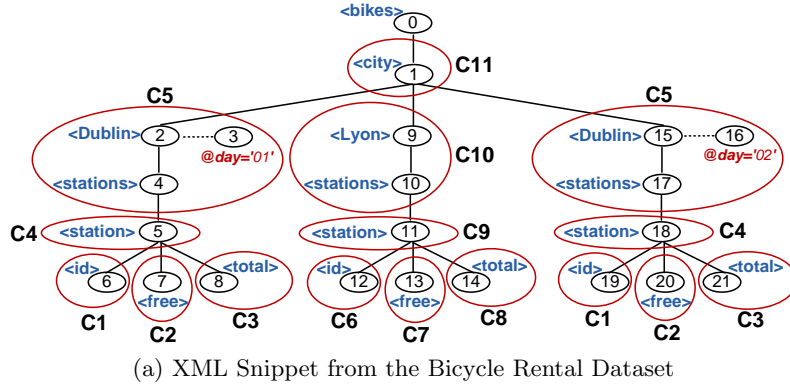 <bikes> 0
<city> 1 C11
C5 C5
<Dublin> 2 3 <Lyon> 9 <Dublin> 15 16
@day='01' C10 @day='02'
<stations> 4 <stations> 10 <stations> 17
C4 <station> 5 <station> 11 C9 <station> 18 C4
<id> <total> <id> <total> <id> <total>
6 7 8 12 13 14 19 20 21
<free> <free> <free>
C1 C2 C3 C6 C7 C8 C1 C2 C3
(a) XML Snippet from the Bicycle Rental Dataset